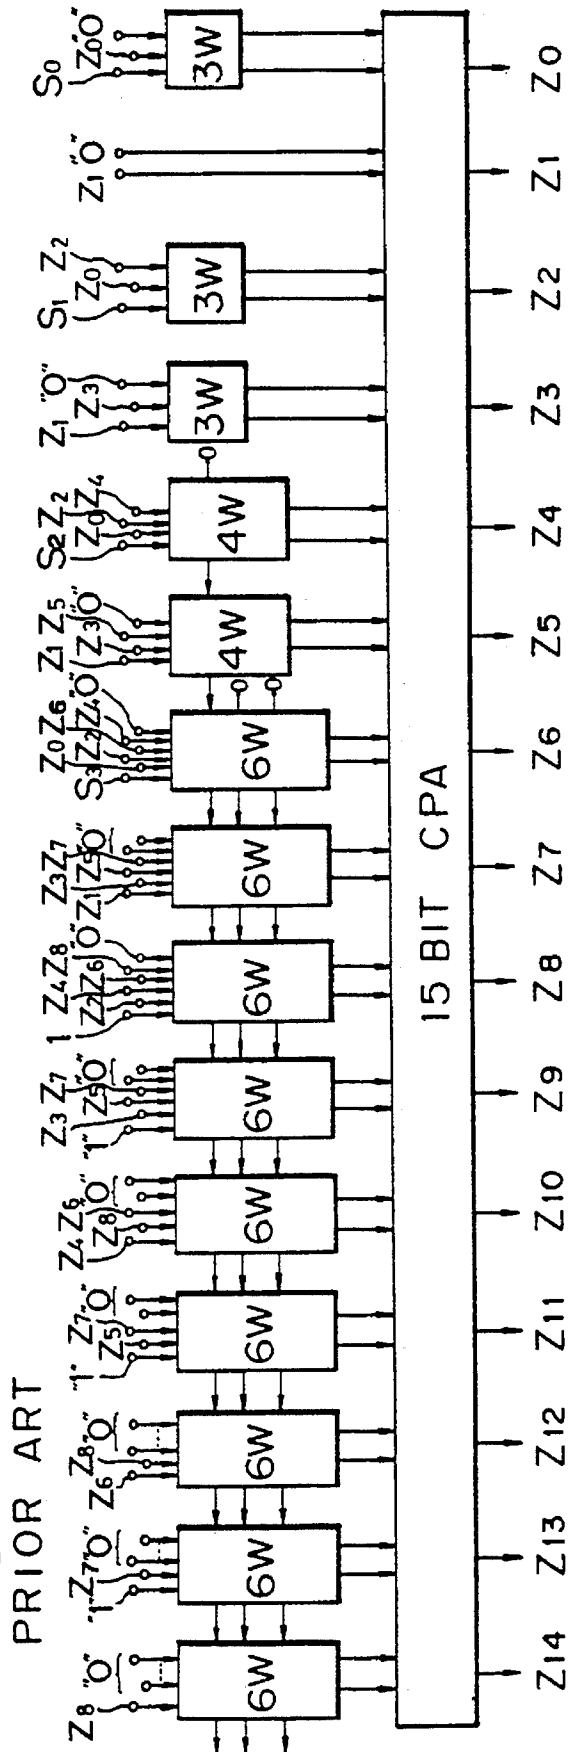 PRIOR ART
Z8 "0"
"1" Z7 "0"
Z6 Z8 "0"
"1" Z5 Z7 "0"
Z4 Z6 Z8 "0"
"1" Z3 Z5 Z7 "0"
1 Z2 Z4 Z6 Z8 "0"
Z1 Z3 Z5 Z7 "0"
S3 Z0 Z2 Z6 Z4 "0"
Z1 Z3 Z5 "0"
S2 Z0 Z2 Z4
Z1 Z3 "0"
S1 Z0 Z2
Z1 "0"
S0 Z0 "0"
6W 6W 6W 6W 6W 6W 6W 6W 6W 0 0 4W 4W 0 3W 3W 3W
15 BIT CPA
Z14 Z13 Z12 Z11 Z10 Z9 Z8 Z7 Z6 Z5 Z4 Z3 Z2 Z1 Z0